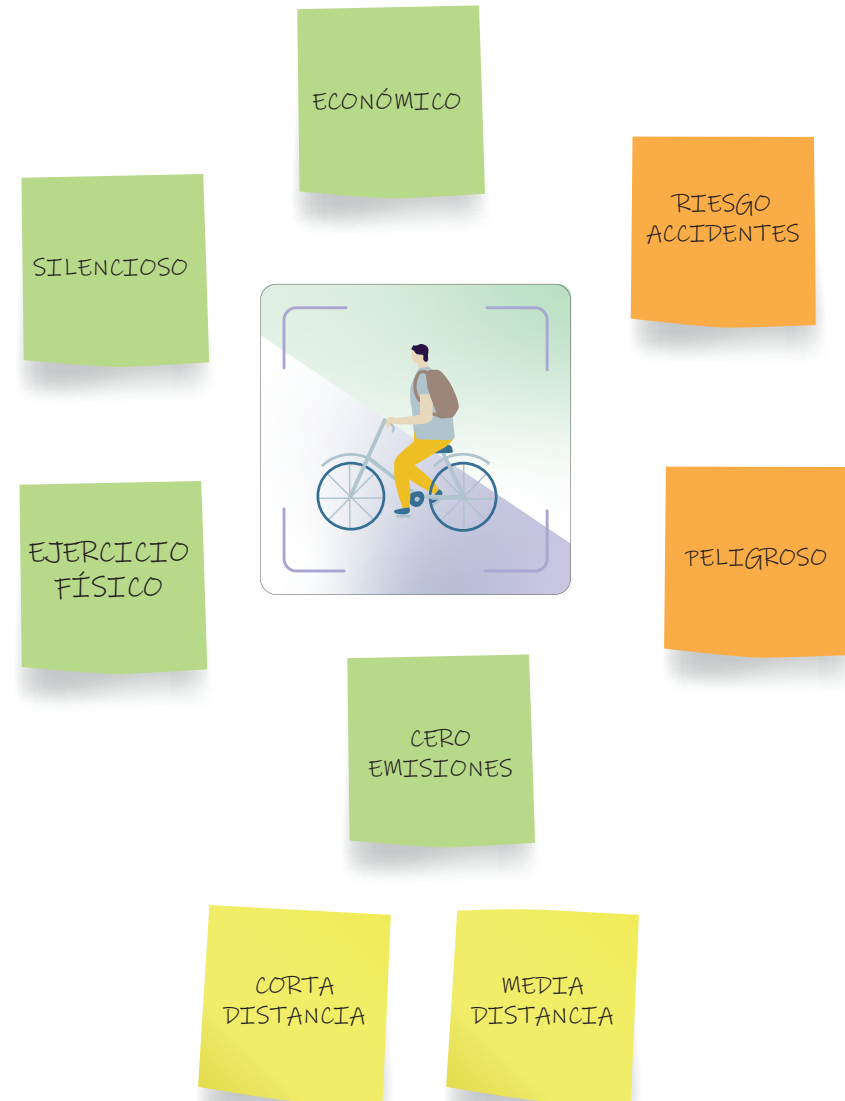 ECONÓMICO
RIESGO
ACCIDENTES
SILENCIOSO
EJERCICIO
FÍSICO
PELIGROSO
CERO
EMISIONES
CORTA
DISTANCIA
MEDIA
DISTANCIA